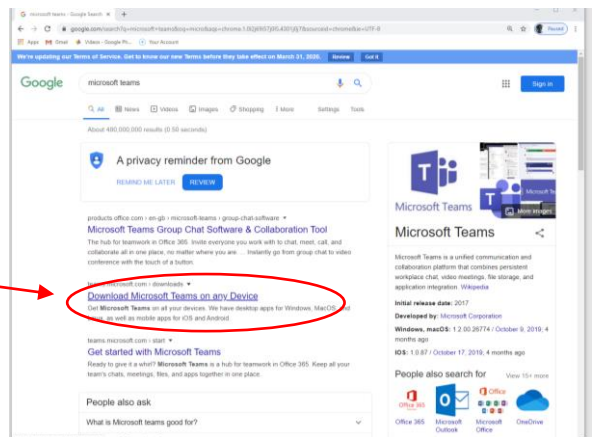 microsoft teams - Google Search
google.com/search?q=microsoft+teams
Paused
Apps Gmail Videos - Google Ph... Your Account
We're updating our Terms of Service. Get to know our new Terms before they take effect on March 31, 2020. Review Got it
Google
microsoft teams
Sign in
All News Videos Images Shopping More Settings Tools
About 480,000,000 results (0.58 seconds)
A privacy reminder from Google
REMIND ME LATER REVIEW
products.office.com › en-gb › microsoft-teams › group-chat-software
Microsoft Teams Group Chat Software & Collaboration Tool
The hub for teamwork in Office 365. Invite everyone you work with to chat, meet, call, and
collaborate all in one place, no matter where you are. ... Instantly go from group chat to video
conference with the touch of a button.
teams.microsoft.com › downloads
Download Microsoft Teams on any Device
Get Microsoft Teams on all your devices. We have desktop apps for Windows, MacOS, and
Linux, as well as mobile apps for iOS and Android.
teams.microsoft.com › start
Get started with Microsoft Teams
Ready to give it a whirl? Microsoft Teams is a hub for teamwork in Office 365. Keep all your
team's chats, meetings, files, and apps together in one place.
People also ask
What is Microsoft teams good for?
Microsoft Teams
More images
Microsoft Teams
Microsoft Teams is a unified communication and
collaboration platform that combines persistent
workplace chat, video meetings, file storage, and
application integration. Wikipedia
Initial release date: 2017
Developed by: Microsoft Corporation
Windows, macOS: 1.2.00.26774 / October 9, 2019; 4
months ago
iOS: 1.0.87 / October 17, 2019; 4 months ago
People also search for View 15+ more
Office 365
Office
Office 365 Microsoft Outlook Microsoft Office OneDrive